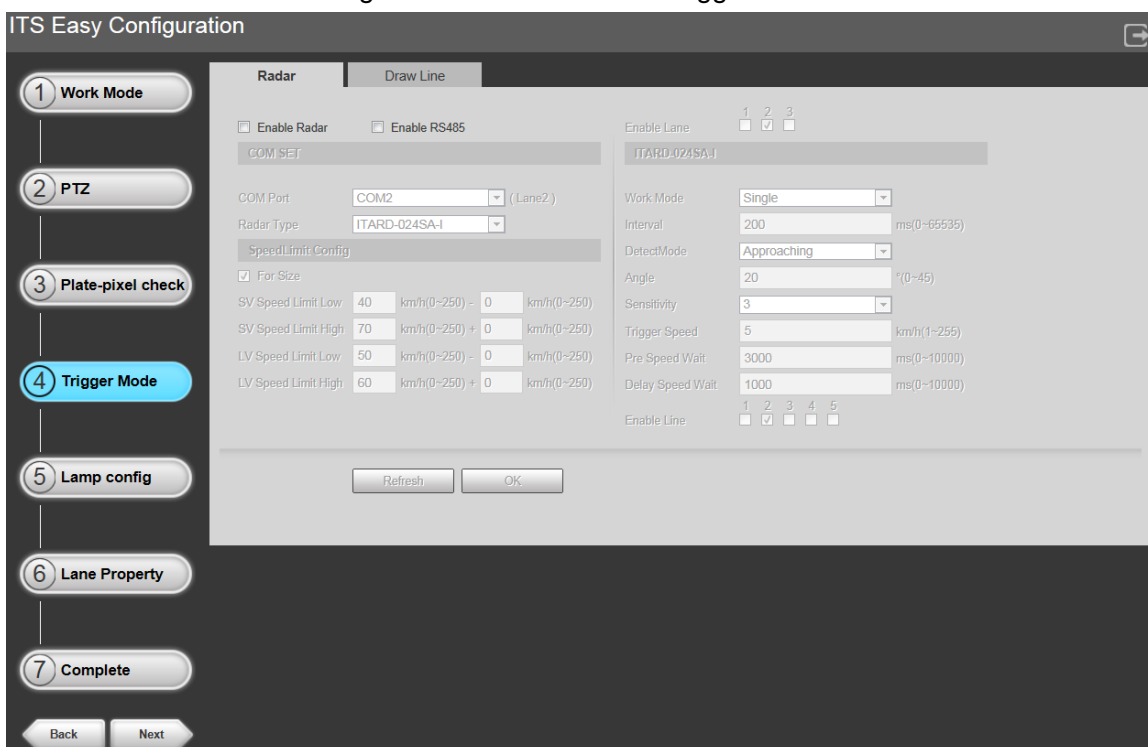 ITS Easy Configuration
1 Work Mode
2 PTZ
3 Plate-pixel check
4 Trigger Mode
5 Lamp config
6 Lane Property
7 Complete
Back Next
Radar Draw Line
Enable Radar Enable RS485
COM SET
COM Port COM2 ( Lane2 )
Radar Type ITARD-024SA-I
SpeedLimit Config
For Size
SV Speed Limit Low 40 km/h(0~250) - 0 km/h(0~250)
SV Speed Limit High 70 km/h(0~250) + 0 km/h(0~250)
LV Speed Limit Low 50 km/h(0~250) - 0 km/h(0~250)
LV Speed Limit High 60 km/h(0~250) + 0 km/h(0~250)
1 2 3
Enable Lane
ITARD-024SA-I
Work Mode Single
Interval 200 ms(0~65535)
DetectMode Approaching
Angle 20 °(0~45)
Sensitivity 3
Trigger Speed 5 km/h(1~255)
Pre Speed Wait 3000 ms(0~10000)
Delay Speed Wait 1000 ms(0~10000)
1 2 3 4 5
Enable Line
Refresh OK